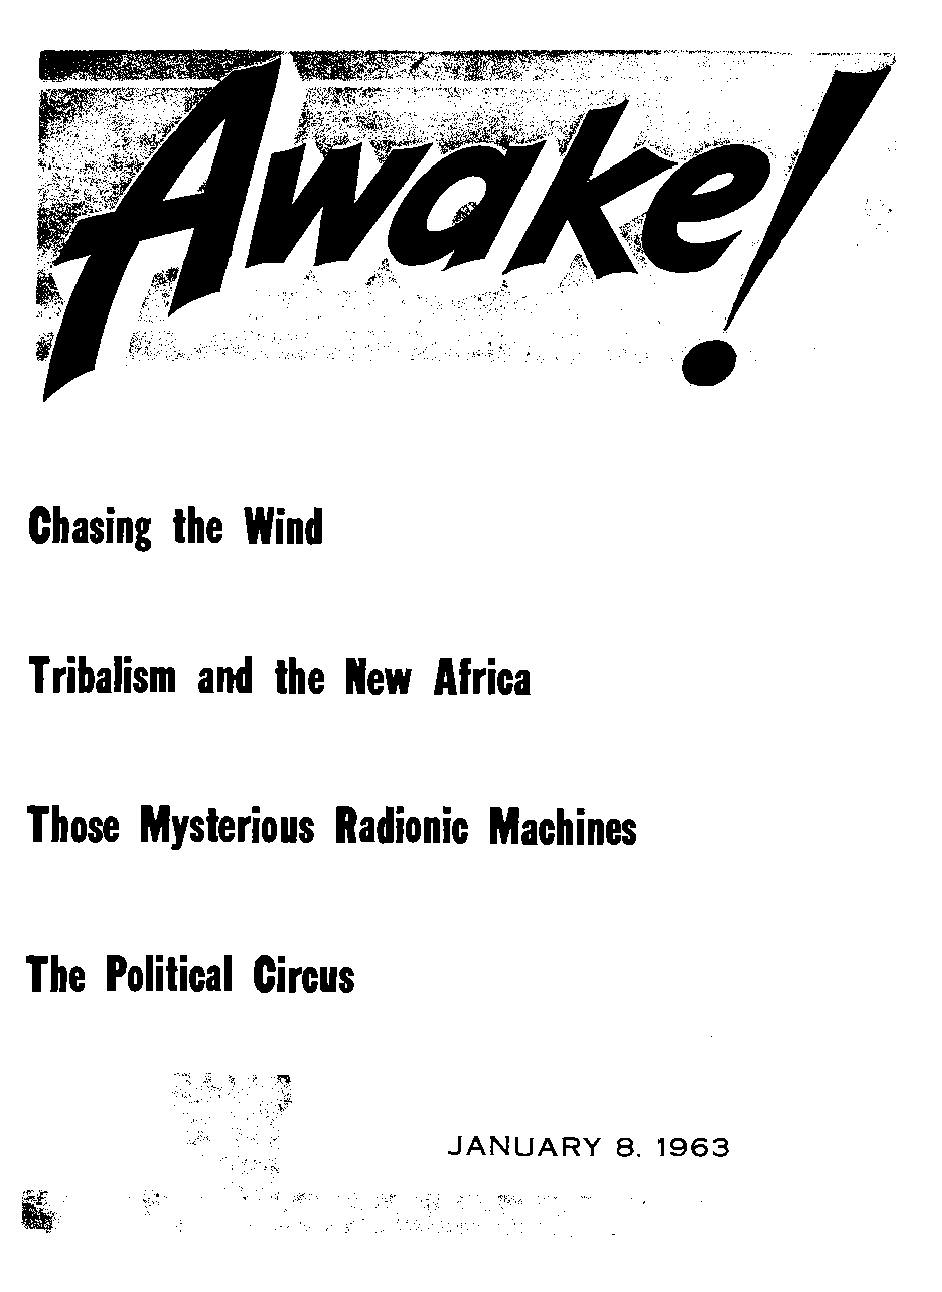 Awake!
Chasing the Wind
Tribalism and the New Africa
Those Mysterious Radionic Machines
The Political Circus
JANUARY 8, 1963